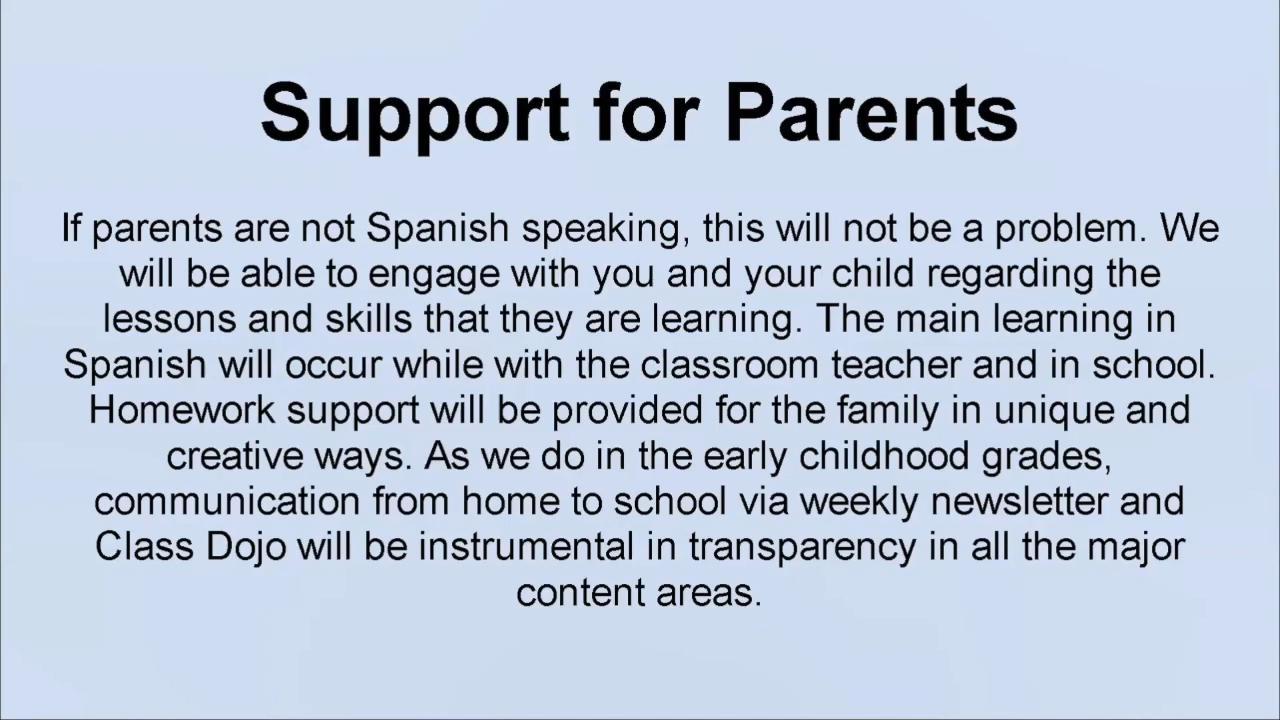 Support for Parents
If parents are not Spanish speaking, this will not be a problem. We
will be able to engage with you and your child regarding the
lessons and skills that they are learning. The main learning in
Spanish will occur while with the classroom teacher and in school.
Homework support will be provided for the family in unique and
creative ways. As we do in the early childhood grades,
communication from home to school via weekly newsletter and
Class Dojo will be instrumental in transparency in all the major
content areas.